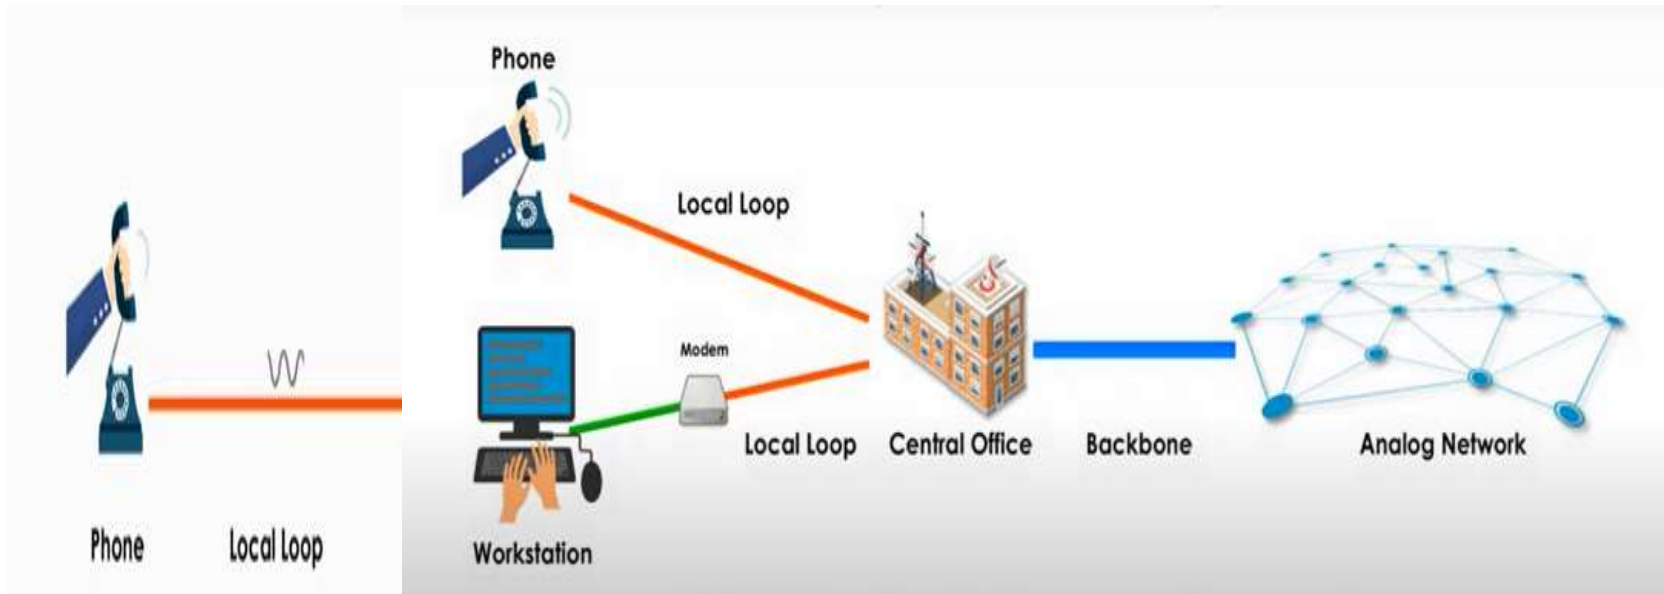 Phone
Local Loop
Phone
Local Loop
Modem
Workstation
Local Loop
Central Office
Backbone
Analog Network